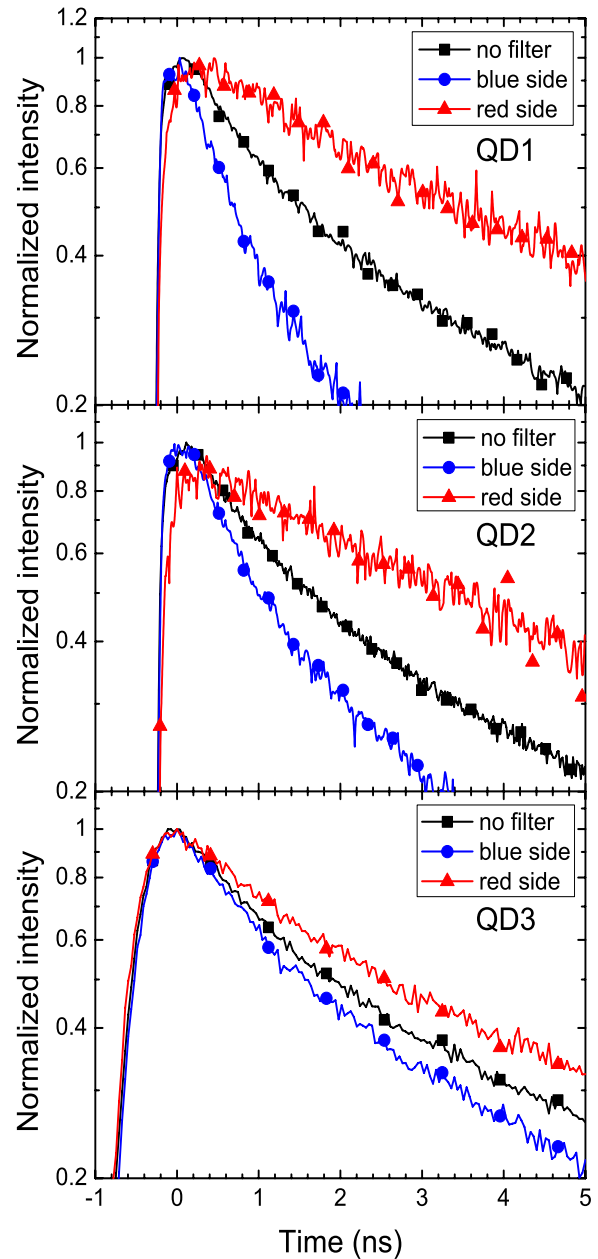 1.2
1
0.8
0.6
0.4
0.2
Normalized intensity
no filter
blue side
red side
QD1
1
0.8
0.6
0.4
0.2
Normalized intensity
no filter
blue side
red side
QD2
1
0.8
0.6
0.4
0.2
Normalized intensity
no filter
blue side
red side
QD3
-1 0 1 2 3 4 5
Time (ns)